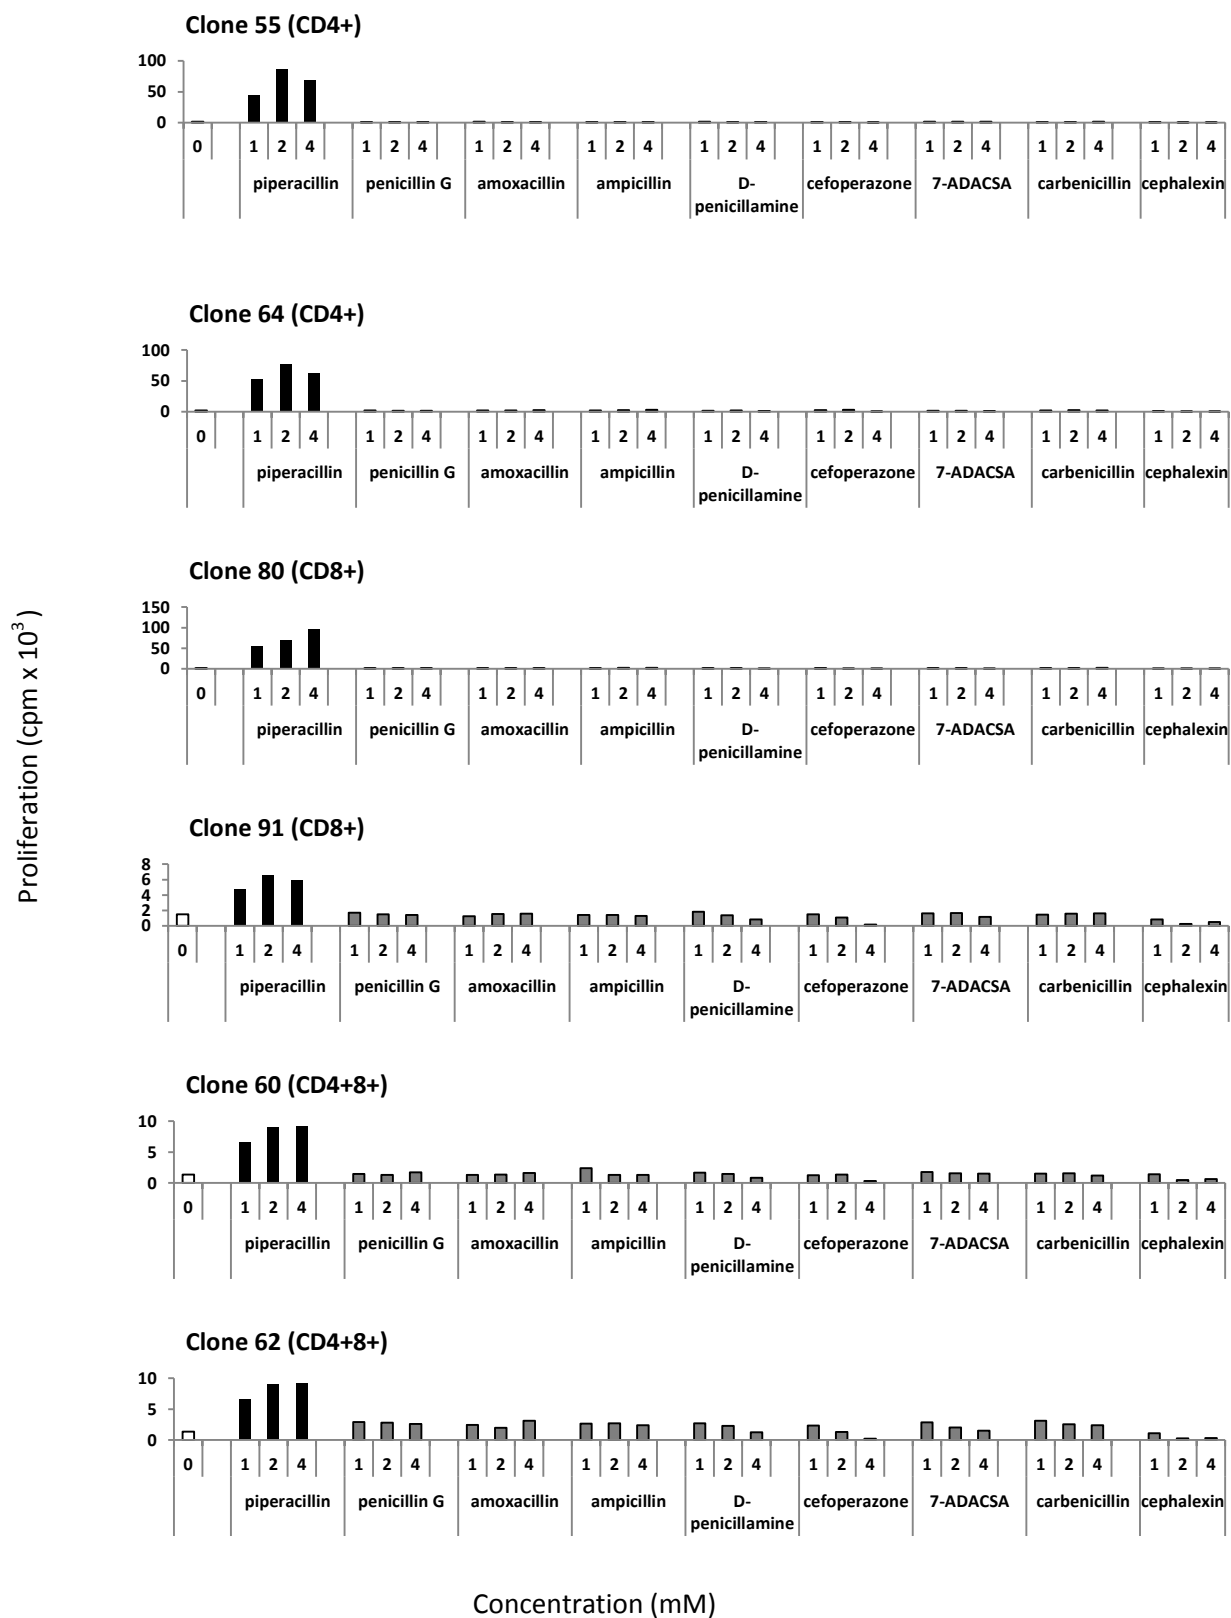 Proliferation (cpm x 10³ )
Clone 55 (CD4+)
100
50
0
0 1 2 4 1 2 4 1 2 4 1 2 4 1 2 4 1 2 4 1 2 4 1 2 4 1 2 4
piperacillin penicillin G amoxacillin ampicillin D- cefoperazone 7-ADACSA carbenicillin cephalexin
penicillamine
Clone 64 (CD4+)
100
50
0
0 1 2 4 1 2 4 1 2 4 1 2 4 1 2 4 1 2 4 1 2 4 1 2 4 1 2 4
piperacillin penicillin G amoxacillin ampicillin D- cefoperazone 7-ADACSA carbenicillin cephalexin
penicillamine
Clone 80 (CD8+)
150
100
50
0
0 1 2 4 1 2 4 1 2 4 1 2 4 1 2 4 1 2 4 1 2 4 1 2 4 1 2 4
piperacillin penicillin G amoxacillin ampicillin D- cefoperazone 7-ADACSA carbenicillin cephalexin
penicillamine
Clone 91 (CD8+)
8
6
4
2
0
0 1 2 4 1 2 4 1 2 4 1 2 4 1 2 4 1 2 4 1 2 4 1 2 4 1 2 4
piperacillin penicillin G amoxacillin ampicillin D- cefoperazone 7-ADACSA carbenicillin cephalexin
penicillamine
Clone 60 (CD4+8+)
10
5
0
0 1 2 4 1 2 4 1 2 4 1 2 4 1 2 4 1 2 4 1 2 4 1 2 4 1 2 4
piperacillin penicillin G amoxacillin ampicillin D- cefoperazone 7-ADACSA carbenicillin cephalexin
penicillamine
Clone 62 (CD4+8+)
10
5
0
0 1 2 4 1 2 4 1 2 4 1 2 4 1 2 4 1 2 4 1 2 4 1 2 4 1 2 4
piperacillin penicillin G amoxacillin ampicillin D- cefoperazone 7-ADACSA carbenicillin cephalexin
penicillamine
Concentration (mM)